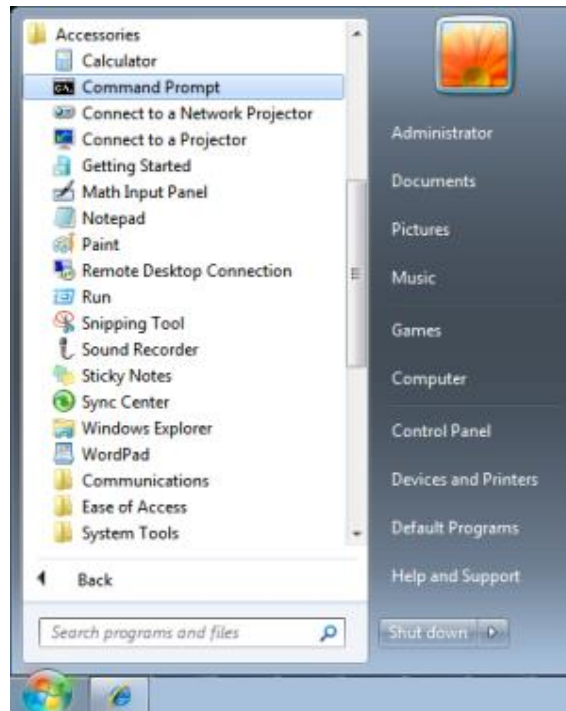 Accessories
Calculator
Command Prompt
Connect to a Network Projector
Connect to a Projector
Getting Started
Math Input Panel
Notepad
Paint
Remote Desktop Connection
Run
Snipping Tool
Sound Recorder
Sticky Notes
Sync Center
Windows Explorer
WordPad
Communications
Ease of Access
System Tools
Back
Search programs and files
Administrator
Documents
Pictures
Music
Games
Computer
Control Panel
Devices and Printers
Default Programs
Help and Support
Shut down